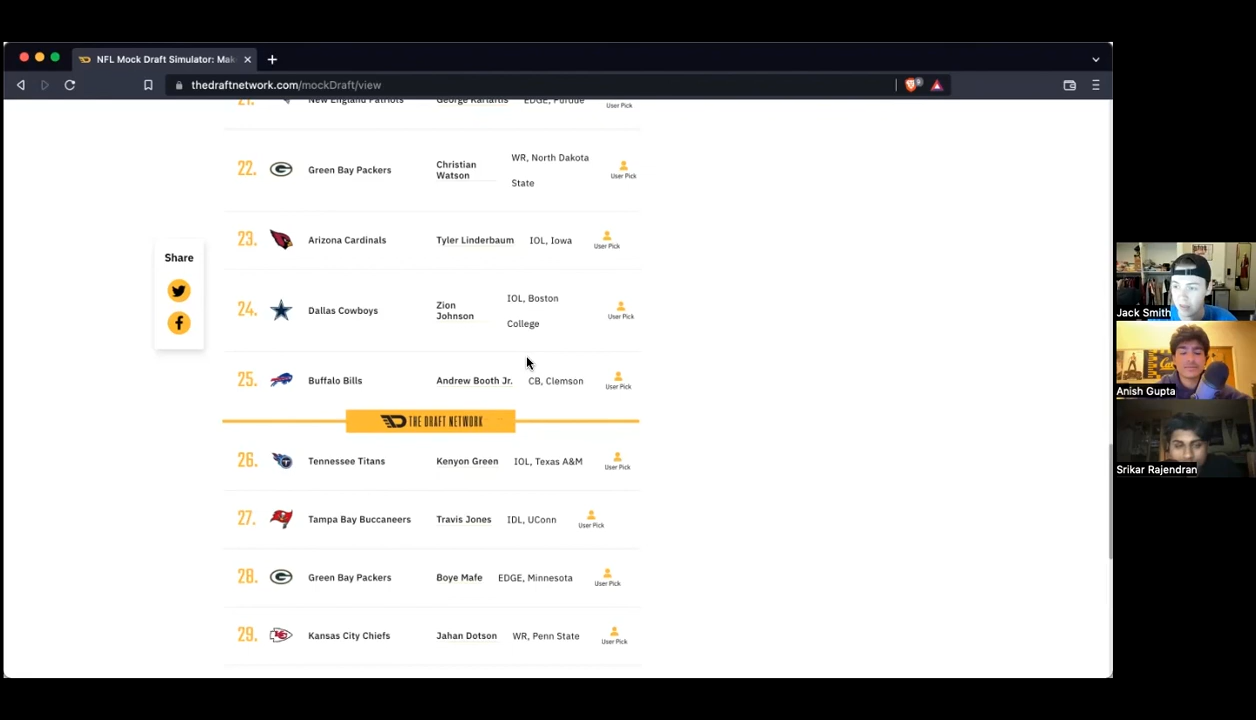 NFL Mock Draft Simulator: Mak
thedraftnetwork.com/mockDraft/view
21. New England Patriots George Karlaftis EDGE, Purdue User Pick
22. Green Bay Packers Christian Watson WR, North Dakota State User Pick
23. Arizona Cardinals Tyler Linderbaum IOL, Iowa User Pick
Share
24. Dallas Cowboys Zion Johnson IOL, Boston College User Pick
25. Buffalo Bills Andrew Booth Jr. CB, Clemson User Pick
THE DRAFT NETWORK
26. Tennessee Titans Kenyon Green IOL, Texas A&M User Pick
27. Tampa Bay Buccaneers Travis Jones IDL, UConn User Pick
28. Green Bay Packers Boye Mafe EDGE, Minnesota User Pick
29. Kansas City Chiefs Jahan Dotson WR, Penn State User Pick
Jack Smith
Anish Gupta
Srikar Rajendran